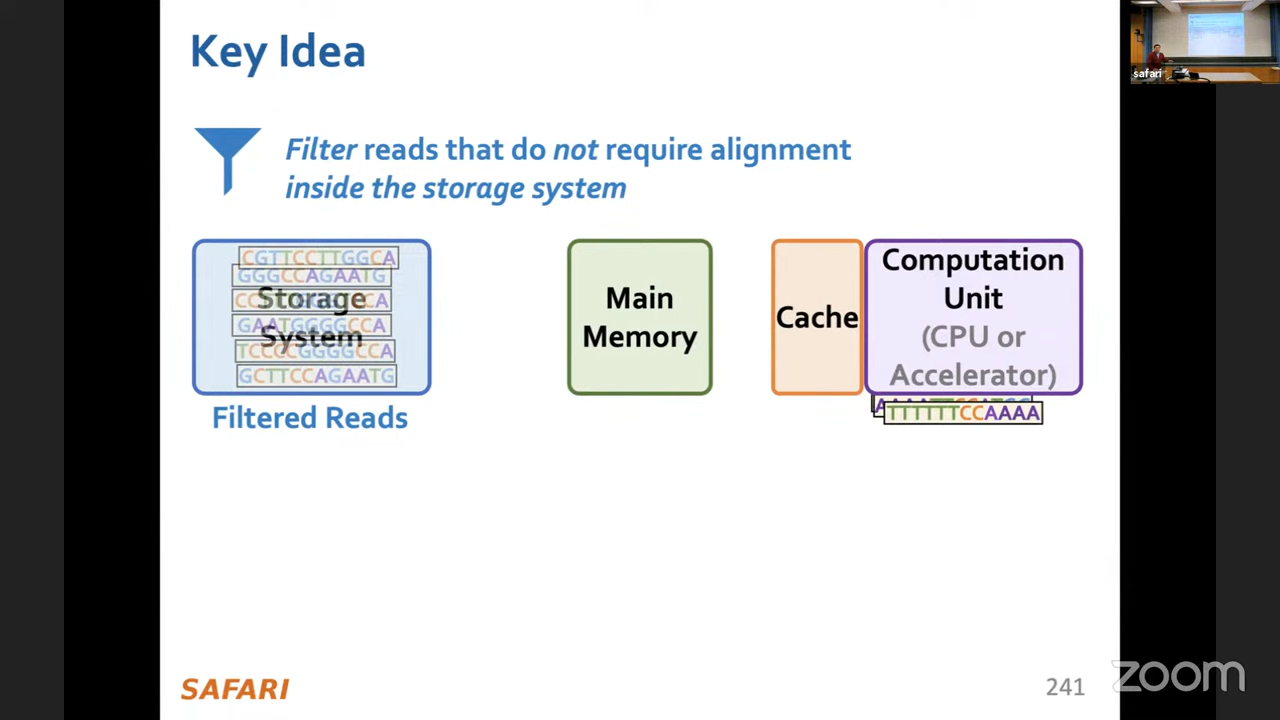 Key Idea
Filter reads that do not require alignment
inside the storage system
CGTTCCTTGGCA
GGGCCAGAATG
Storage
GAATGGGGCCA
System
TCCCCGGGGCCA
GCTTCCAGAATG
Filtered Reads
Main
Memory
Cache
Computation
Unit
(CPU or
Accelerator)
TTTTTTCCAAAA
SAFARI
241
zoom
safari